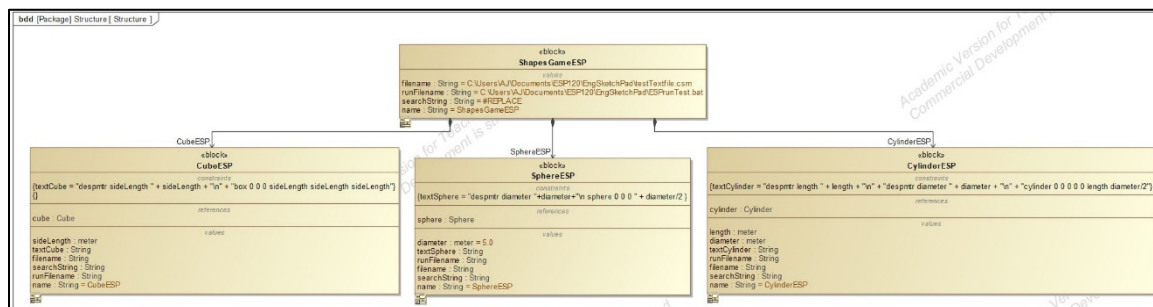 bdd [Package] Structure [ Structure ]
«block»
ShapesGameESP
values
filename : String = C:\Users\AJ\Documents\ESP120\EngSketchPad\testTextfile.csm
runFilename : String = C:\Users\AJ\Documents\ESP120\EngSketchPad\ESPrunTest.bat
searchString : String = #REPLACE
name : String = ShapesGameESP
CubeESP
SphereESP
CylinderESP
«block»
CubeESP
constraints
{textCube = "despmtr sideLength " + sideLength + "\n" + "box 0 0 0 sideLength sideLength sideLength"}
{}
references
cube : Cube
values
sideLength : meter
textCube : String
filename : String
searchString : String
runFilename : String
name : String = CubeESP
«block»
SphereESP
constraints
{textSphere = "despmtr diameter "+diameter+"\n sphere 0 0 0 " + diameter/2 }
references
sphere : Sphere
values
diameter : meter = 5.0
textSphere : String
runFilename : String
filename : String
searchString : String
name : String = SphereESP
«block»
CylinderESP
constraints
{textCylinder = "despmtr length " + length + "\n" + "despmtr diameter " + diameter + "\n" + "cylinder 0 0 0 0 0 length diameter/2"}
references
cylinder : Cylinder
values
length : meter
diameter : meter
textCylinder : String
runFilename : String
filename : String
searchString : String
name : String = CylinderESP
Academic Version for
Commercial Development